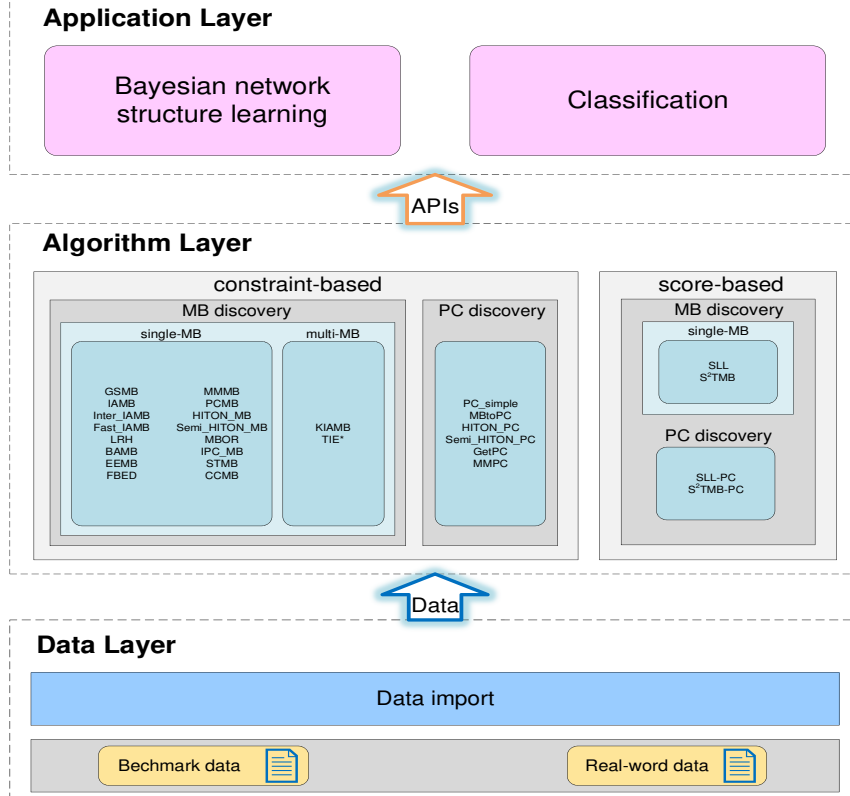 Application Layer
Bayesian network
structure learning
Classification
APIs
Algorithm Layer
constraint-based
MB discovery
single-MB
GSMB
IAMB
Inter_IAMB
Fast_IAMB
LRH
BAMB
EEMB
FBED
MMMB
PCMB
HITON_MB
Semi_HITON_MB
MBOR
IPC_MB
STMB
CCMB
multi-MB
KIAMB
TIE*
PC discovery
PC_simple
MBtoPC
HITON_PC
Semi_HITON_PC
GetPC
MMPC
score-based
MB discovery
single-MB
SLL
S²TMB
PC discovery
SLL-PC
S²TMB-PC
Data
Data Layer
Data import
Bechmark data
Real-word data